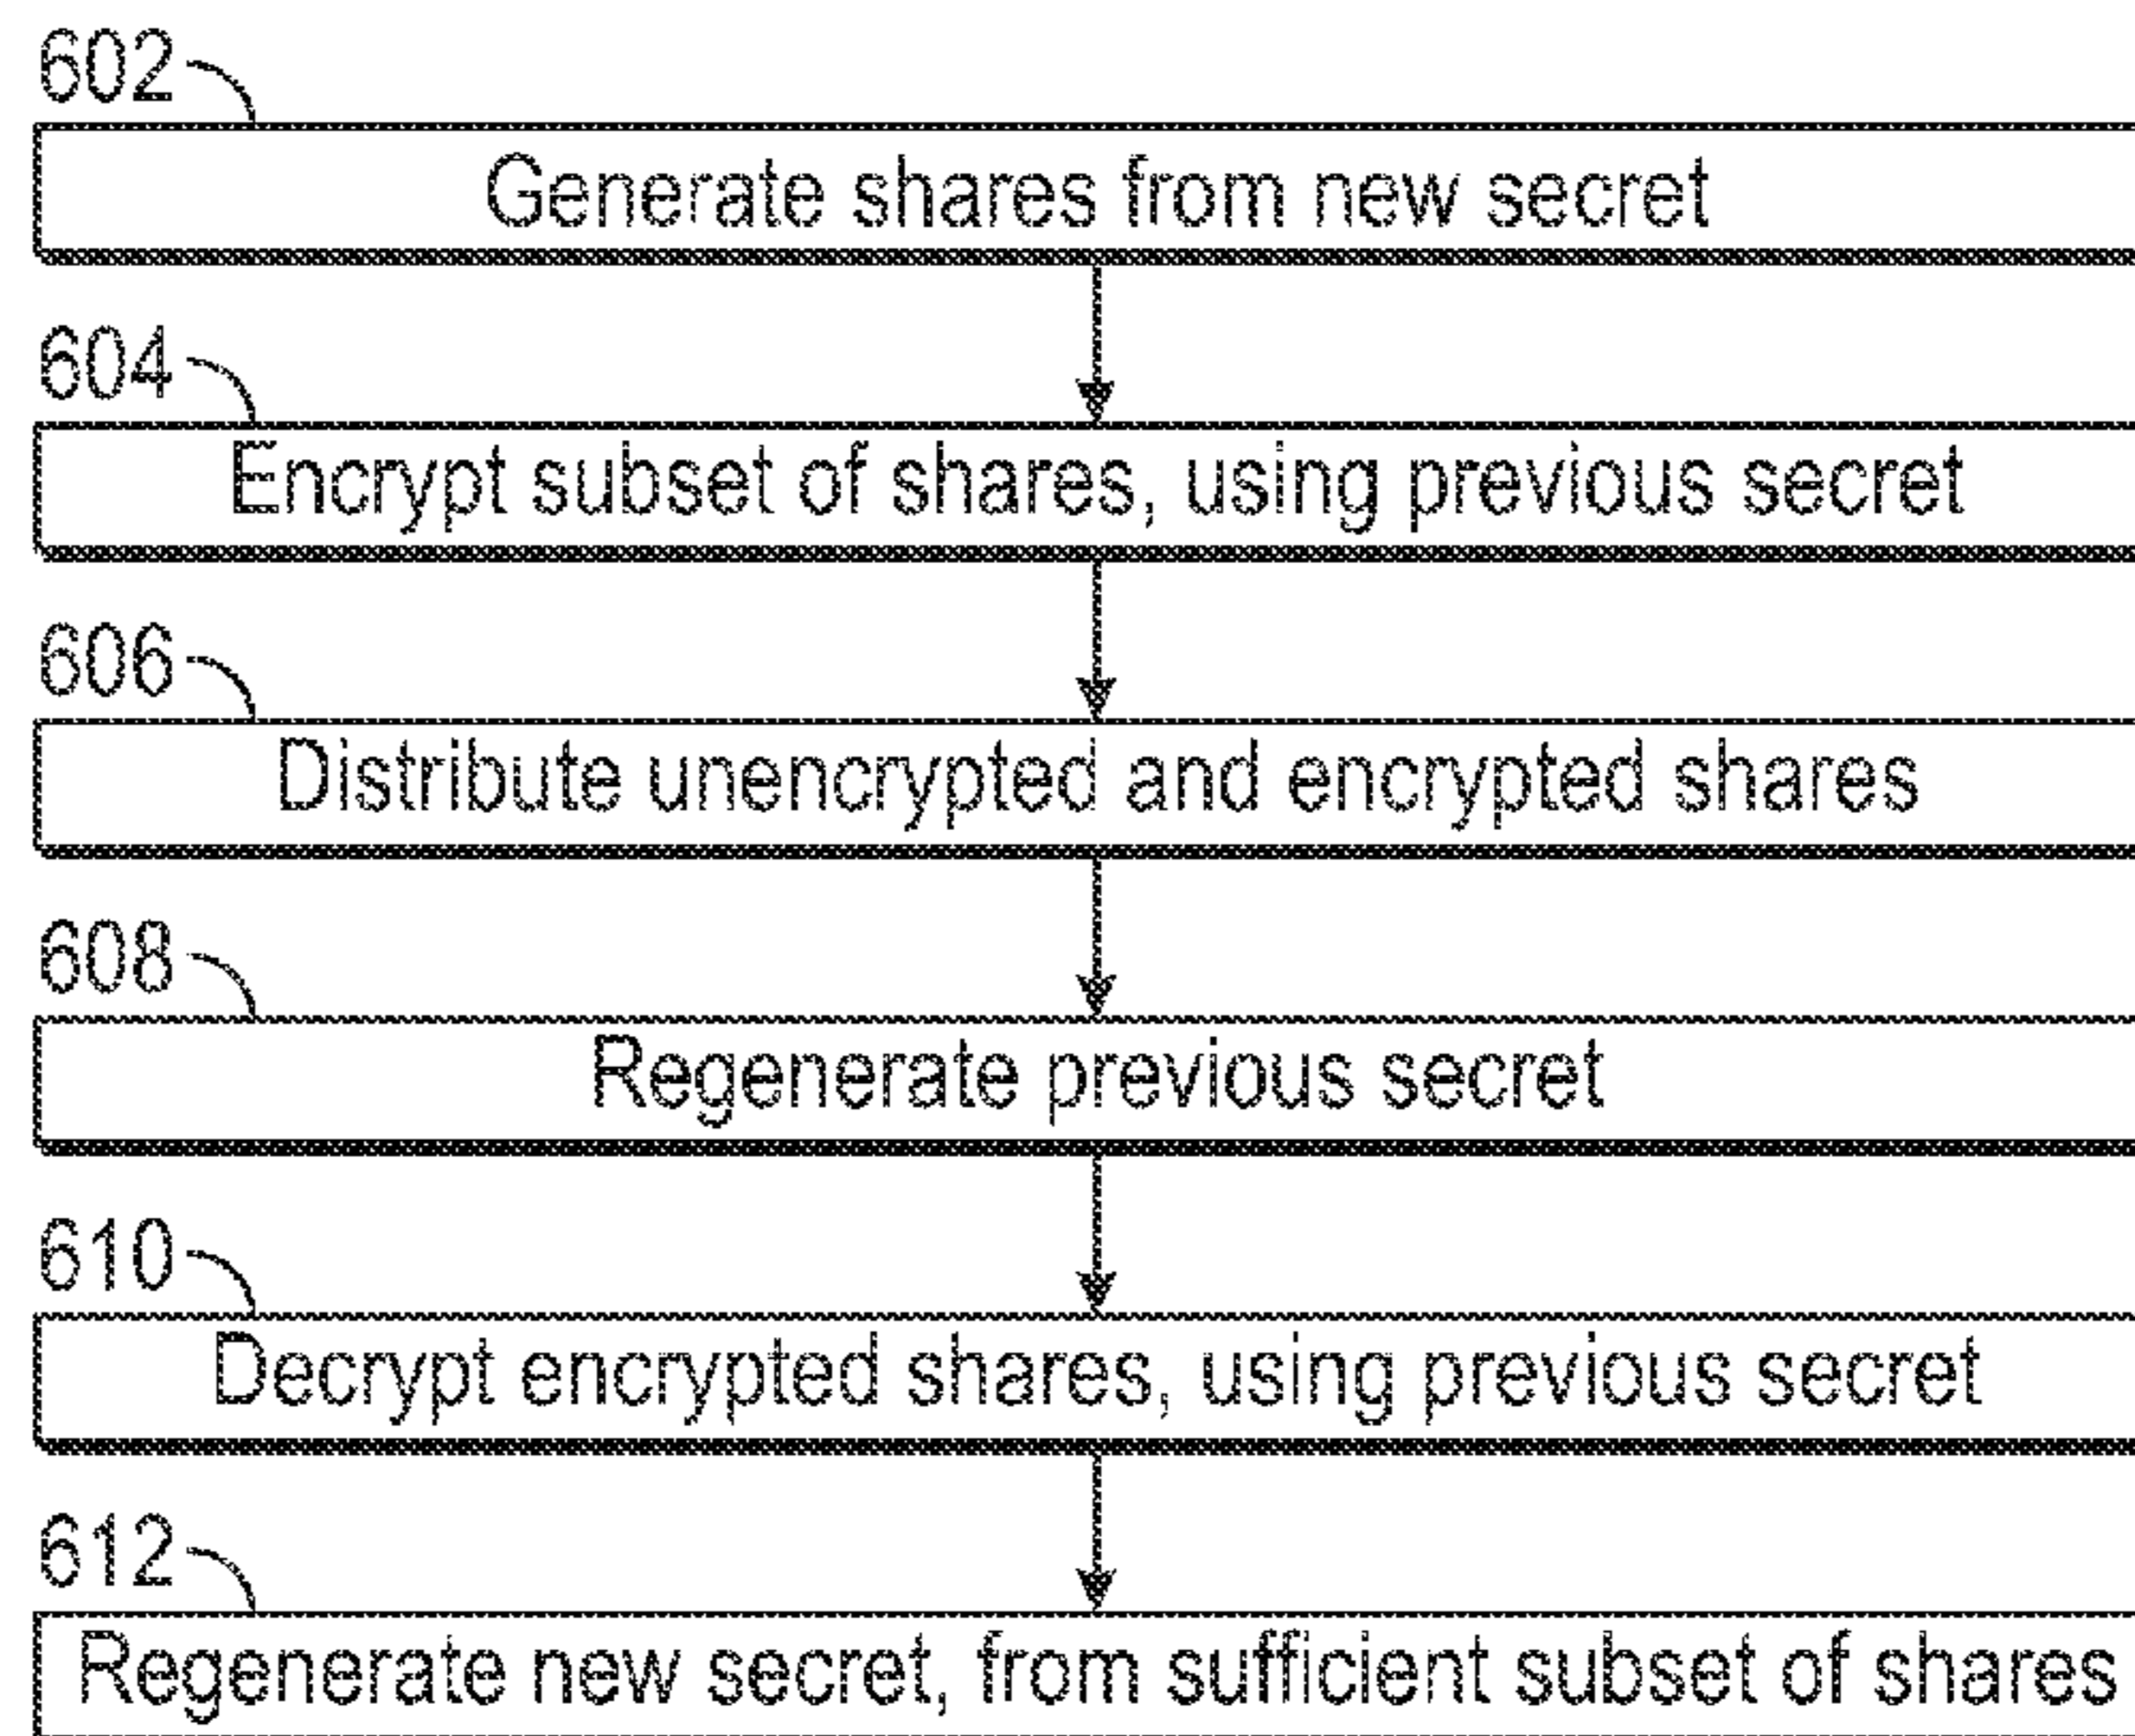 602
Generate shares from new secret
604
Encrypt subset of shares, using previous secret
606
Distribute unencrypted and encrypted shares
608
Regenerate previous secret
610
Decrypt encrypted shares, using previous secret
612
Regenerate new secret, from sufficient subset of shares